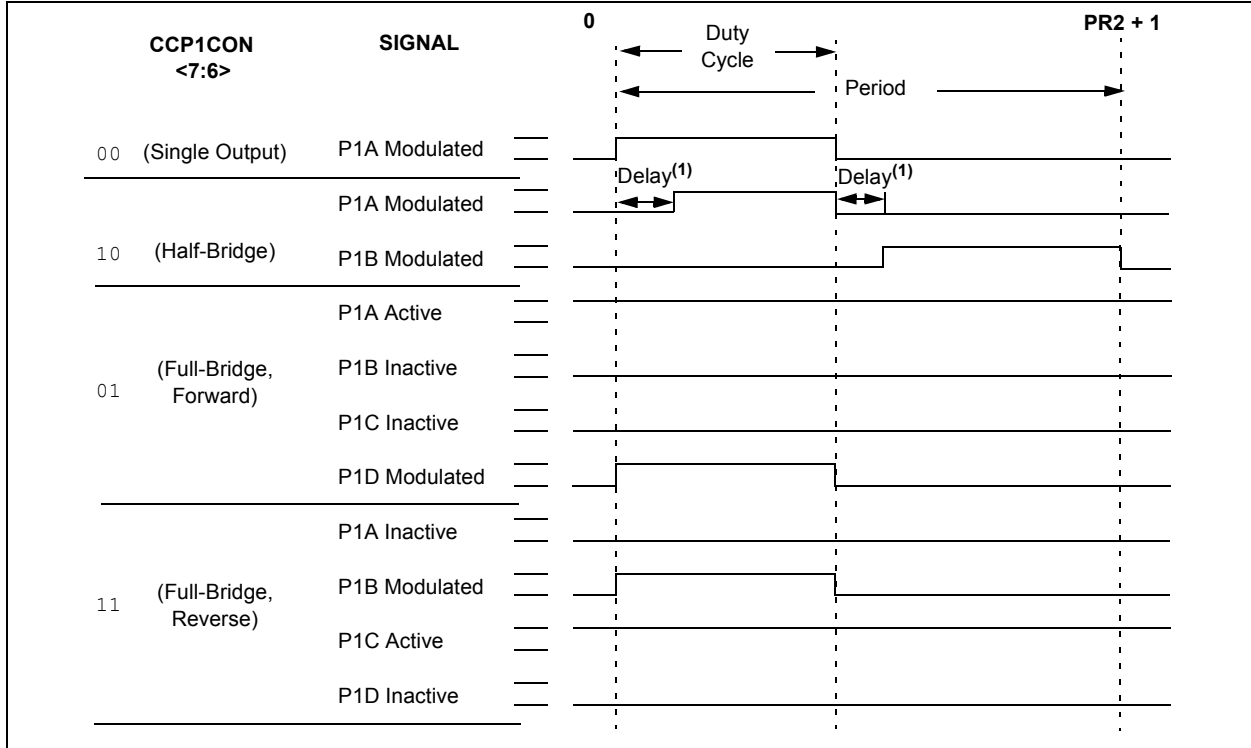 0
PR2 + 1
CCP1CON
<7:6>
SIGNAL
Duty
Cycle
Period
00 (Single Output) P1A Modulated
Delay(1) Delay(1)
P1A Modulated
10 (Half-Bridge) P1B Modulated
P1A Active
01 (Full-Bridge,
Forward)
P1B Inactive
P1C Inactive
P1D Modulated
P1A Inactive
11 (Full-Bridge,
Reverse)
P1B Modulated
P1C Active
P1D Inactive